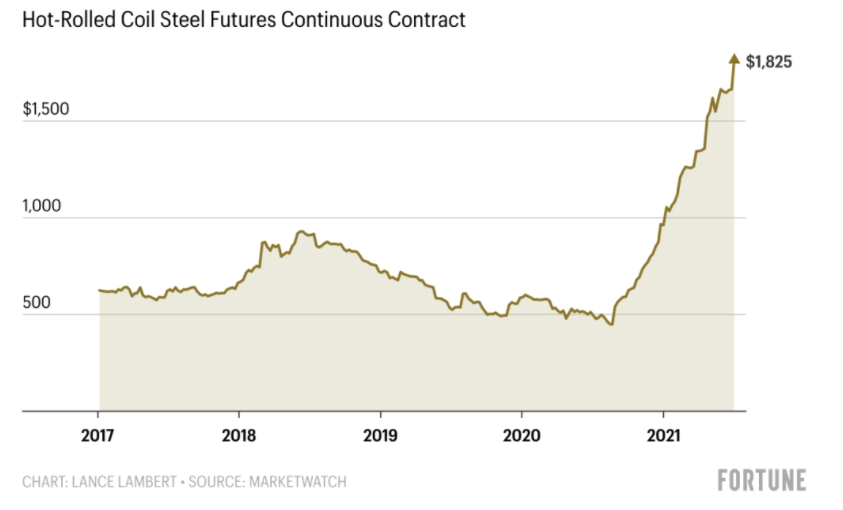 Hot-Rolled Coil Steel Futures Continuous Contract
$1,825
$1,500
1,000
500
2017 2018 2019 2020 2021
CHART: LANCE LAMBERT • SOURCE: MARKETWATCH
FORTUNE